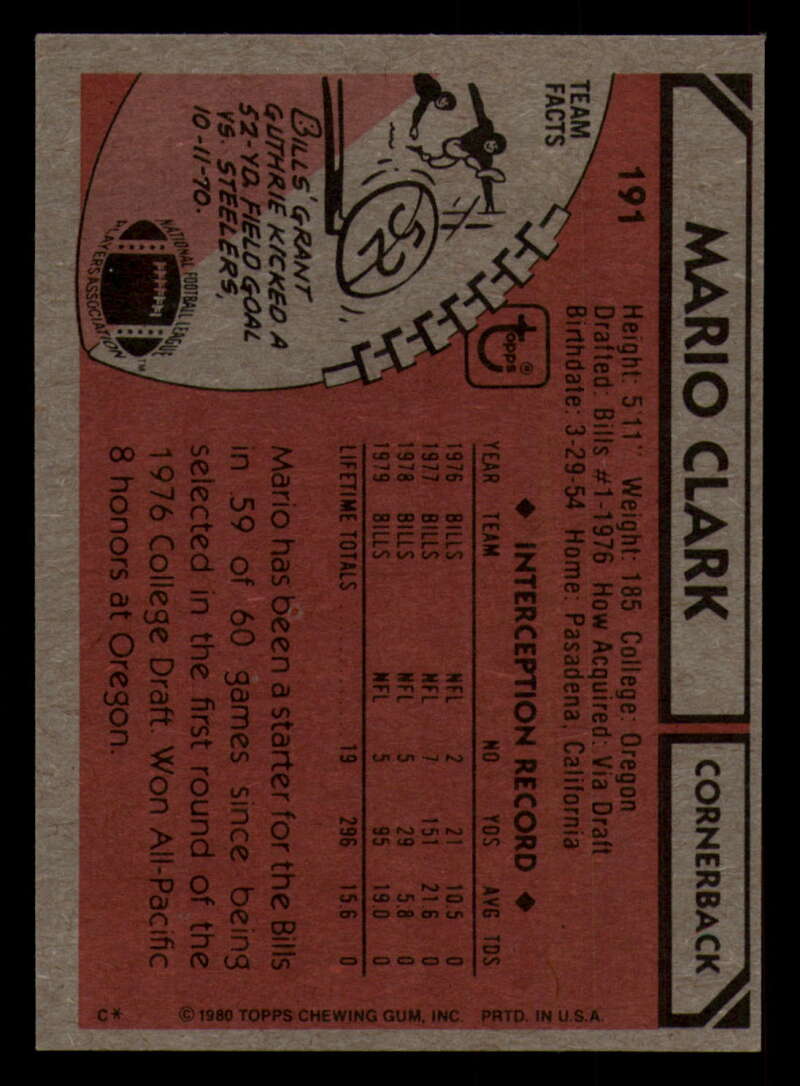 191
MARIO CLARK
CORNERBACK
TEAM
FACTS
Height: 5'11" Weight: 185 College: Oregon
Drafted: Bills #1-1976 How Acquired: Via Draft
Birthdate: 3-29-54 Home: Pasadena, California
topps®
52
BILLS' GRANT
GUTHRIE KICKED A
52-YD. FIELD GOAL
VS. STEELERS,
10-11-70.
NATIONAL FOOTBALL LEAGUE
PLAYERS ASSOCIATION™
◆ INTERCEPTION RECORD ◆
YEAR TEAM NO YDS AVG TDS
1976 BILLS NFL 2 21 10.5 0
1977 BILLS NFL 7 151 21.6 0
1978 BILLS NFL 5 29 5.8 0
1979 BILLS NFL 5 95 19.0 0
LIFETIME TOTALS 19 296 15.6 0
Mario has been a starter for the Bills
in 59 of 60 games since being
selected in the first round of the
1976 College Draft. Won All-Pacific
8 honors at Oregon.
C* © 1980 TOPPS CHEWING GUM, INC. PRTD. IN U.S.A.